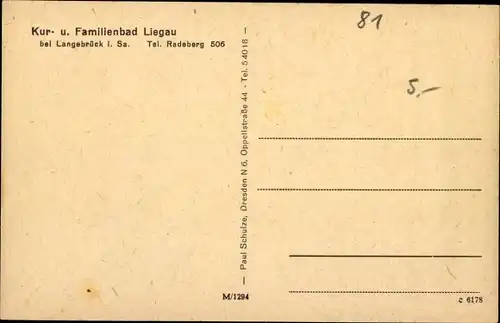 Kur- u. Familienbad Liegau
bei Langebrück i. Sa. Tel. Radeberg 506
81
5.-
— Paul Schulze, Dresden N 6, Oppellstraße 44 - Tel. 54018 —
M/1294
c 6178